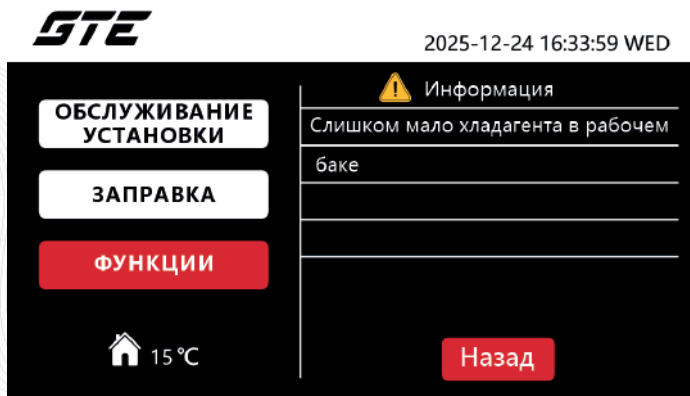 GTE
2025-12-24 16:33:59 WED
ОБСЛУЖИВАНИЕ
УСТАНОВКИ
ЗАПРАВКА
ФУНКЦИИ
15℃
Информация
Слишком мало хладагента в рабочем
баке
Назад